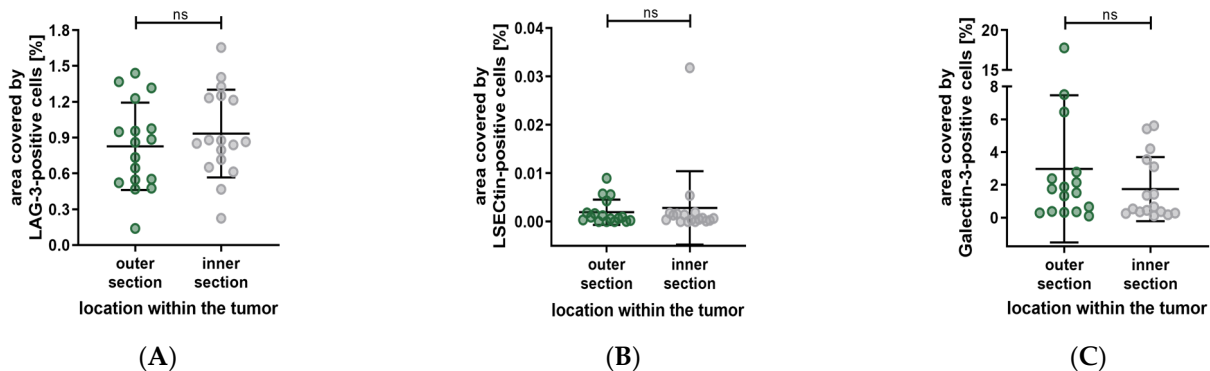 ns
1.8
1.5
1.2
0.9
0.6
0.3
0.0
area covered by
LAG-3-positive cells [%]
outer
section
inner
section
location within the tumor
(A)
ns
0.04
0.03
0.02
0.01
0.00
area covered by
LSECtin-positive cells [%]
outer
section
inner
section
location within the tumor
(B)
ns
20
15
8
6
4
2
0
area covered by
Galectin-3-positive cells [%]
outer
section
inner
section
location within the tumor
(C)